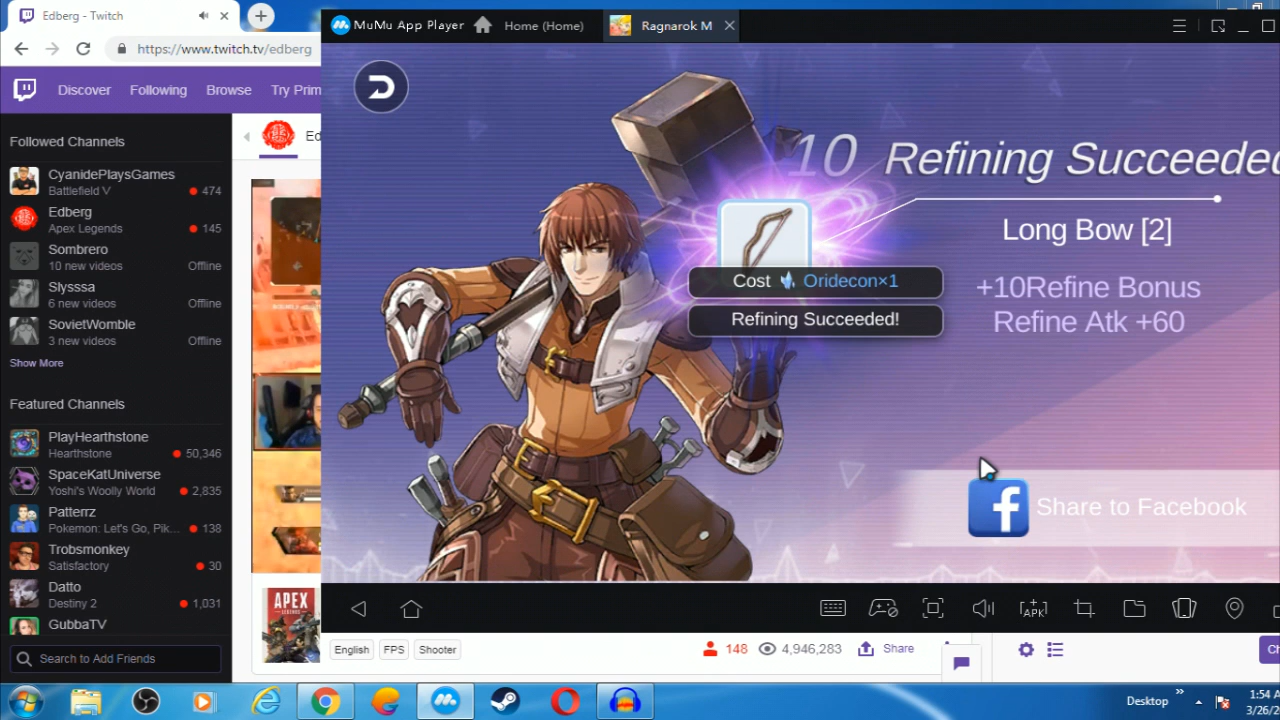 Edberg - Twitch
https://www.twitch.tv/edberg
Discover Following Browse Try Prim
Followed Channels
CyanidePlaysGames
Battlefield V 474
Edberg
Apex Legends 145
Sombrero
10 new videos Offline
Slysssa
6 new videos Offline
SovietWomble
3 new videos Offline
Show More
Featured Channels
PlayHearthstone
Hearthstone 50,346
SpaceKatUniverse
Yoshi's Woolly World 2,835
Patterrz
Pokemon: Let's Go, Pik... 138
Trobsmonkey
Satisfactory 30
Datto
Destiny 2 1,031
GubbaTV
Search to Add Friends
Ed
APEX
MuMu App Player Home (Home) Ragnarok M
10 Refining Succeeded
Long Bow [2]
Cost Oridecon×1
Refining Succeeded!
+10Refine Bonus
Refine Atk +60
Share to Facebook
APK
English FPS Shooter
148 4,946,283 Share
Ch
Desktop
1:54 A
3/26/2